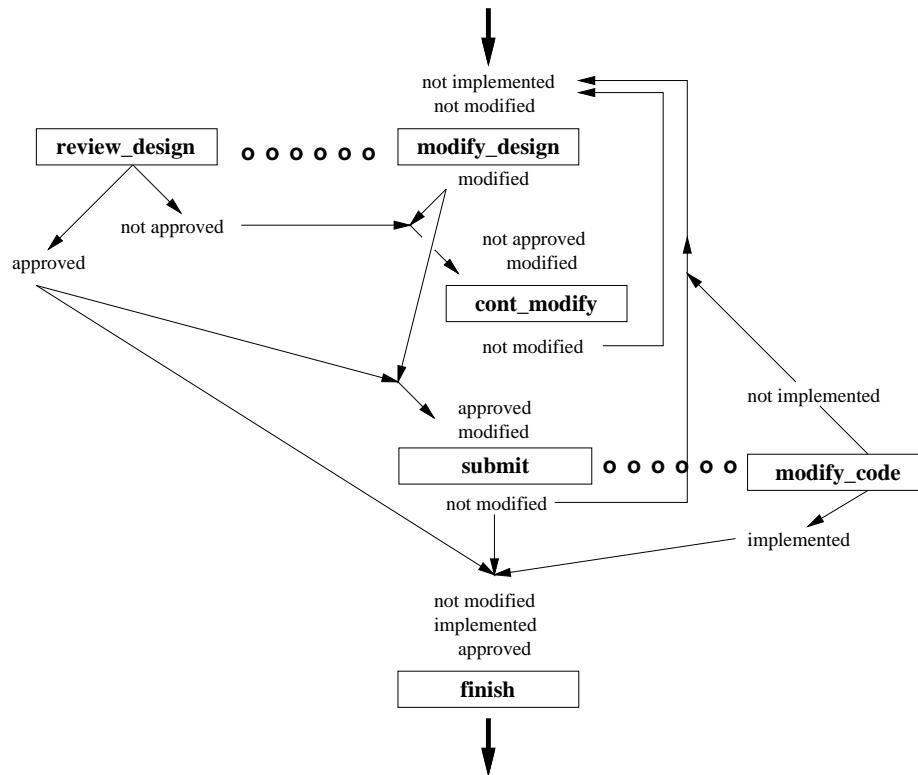 not implemented
not modified
review_design
o o o o o o
modify_design
modified
not approved
not approved
modified
approved
cont_modify
not modified
not implemented
approved
modified
submit
o o o o o o
modify_code
not modified
implemented
not modified
implemented
approved
finish